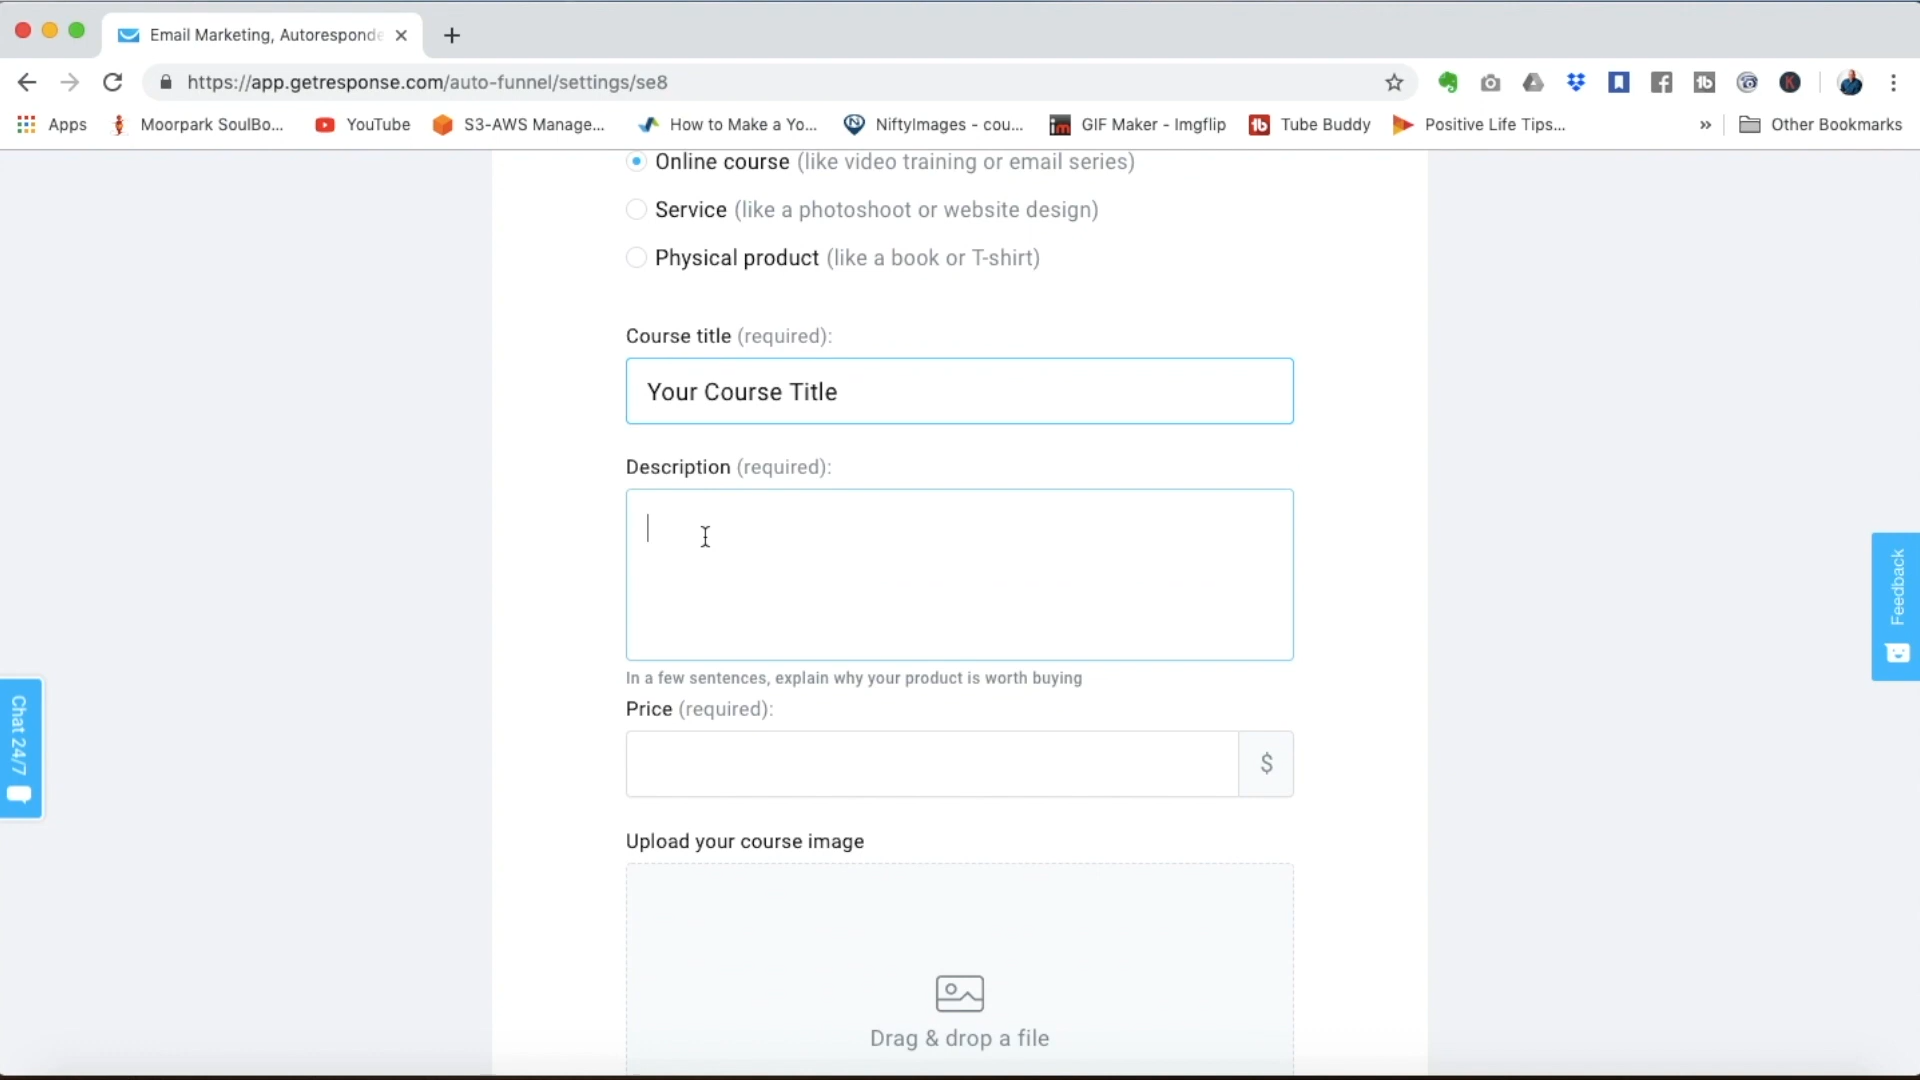 Email Marketing, Autoresponde
https://app.getresponse.com/auto-funnel/settings/se8
Apps
Moorpark SoulBo...
YouTube
S3-AWS Manage...
How to Make a Yo...
NiftyImages - cou...
GIF Maker - Imgflip
Tube Buddy
Positive Life Tips...
»
Other Bookmarks
Online course (like video training or email series)
Service (like a photoshoot or website design)
Physical product (like a book or T-shirt)
Course title (required):
Your Course Title
Description (required):
In a few sentences, explain why your product is worth buying
Price (required):
$
Upload your course image
Drag & drop a file
Chat 24/7
Feedback